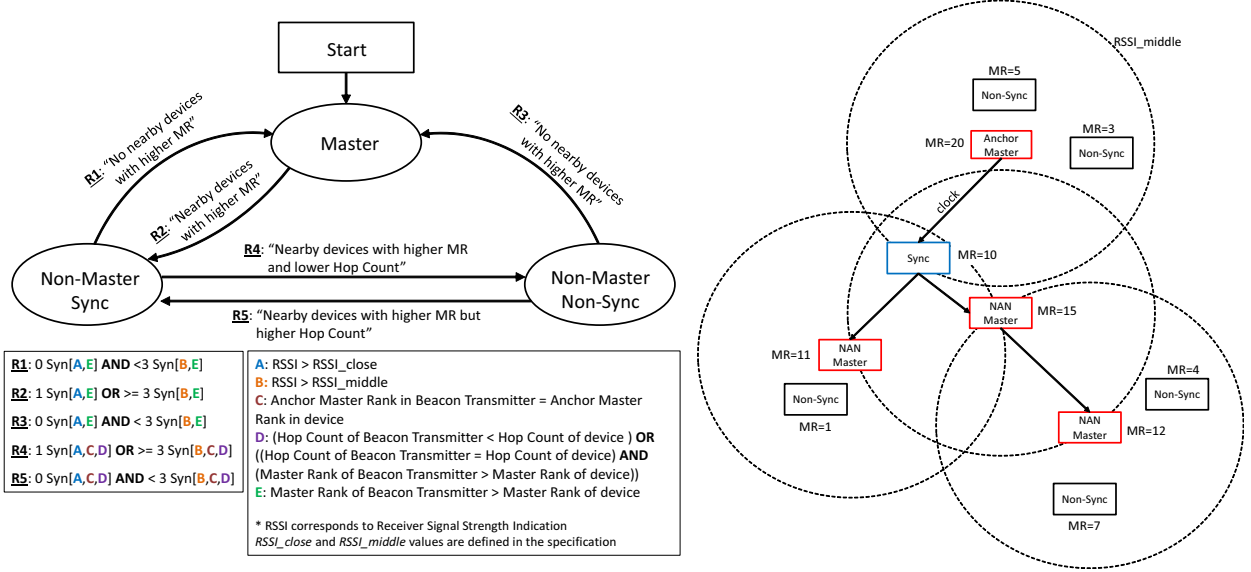 Start
Master
R1: “No nearby devices
with higher MR”
R2: “Nearby devices
with higher MR”
R3: “No nearby devices
with higher MR”
R4: “Nearby devices with higher MR
and lower Hop Count”
Non-Master
Sync
Non-Master
Non-Sync
R5: “Nearby devices with higher MR but
higher Hop Count”
R1: 0 Syn[A,E] AND <3 Syn[B,E]
R2: 1 Syn[A,E] OR >= 3 Syn[B,E]
R3: 0 Syn[A,E] AND < 3 Syn[B,E]
R4: 1 Syn[A,C,D] OR >= 3 Syn[B,C,D]
R5: 0 Syn[A,C,D] AND < 3 Syn[B,C,D]
A: RSSI > RSSI_close
B: RSSI > RSSI_middle
C: Anchor Master Rank in Beacon Transmitter = Anchor Master
Rank in device
D: (Hop Count of Beacon Transmitter < Hop Count of device ) OR
((Hop Count of Beacon Transmitter = Hop Count of device) AND
(Master Rank of Beacon Transmitter > Master Rank of device))
E: Master Rank of Beacon Transmitter > Master Rank of device
* RSSI corresponds to Receiver Signal Strength Indication
RSSI_close and RSSI_middle values are defined in the specification
RSSI_middle
MR=5
Non-Sync
MR=3
Non-Sync
MR=20
Anchor
Master
clock
Sync
MR=10
NAN
Master
MR=15
MR=11
NAN
Master
Non-Sync
MR=1
MR=4
Non-Sync
NAN
Master
MR=12
Non-Sync
MR=7